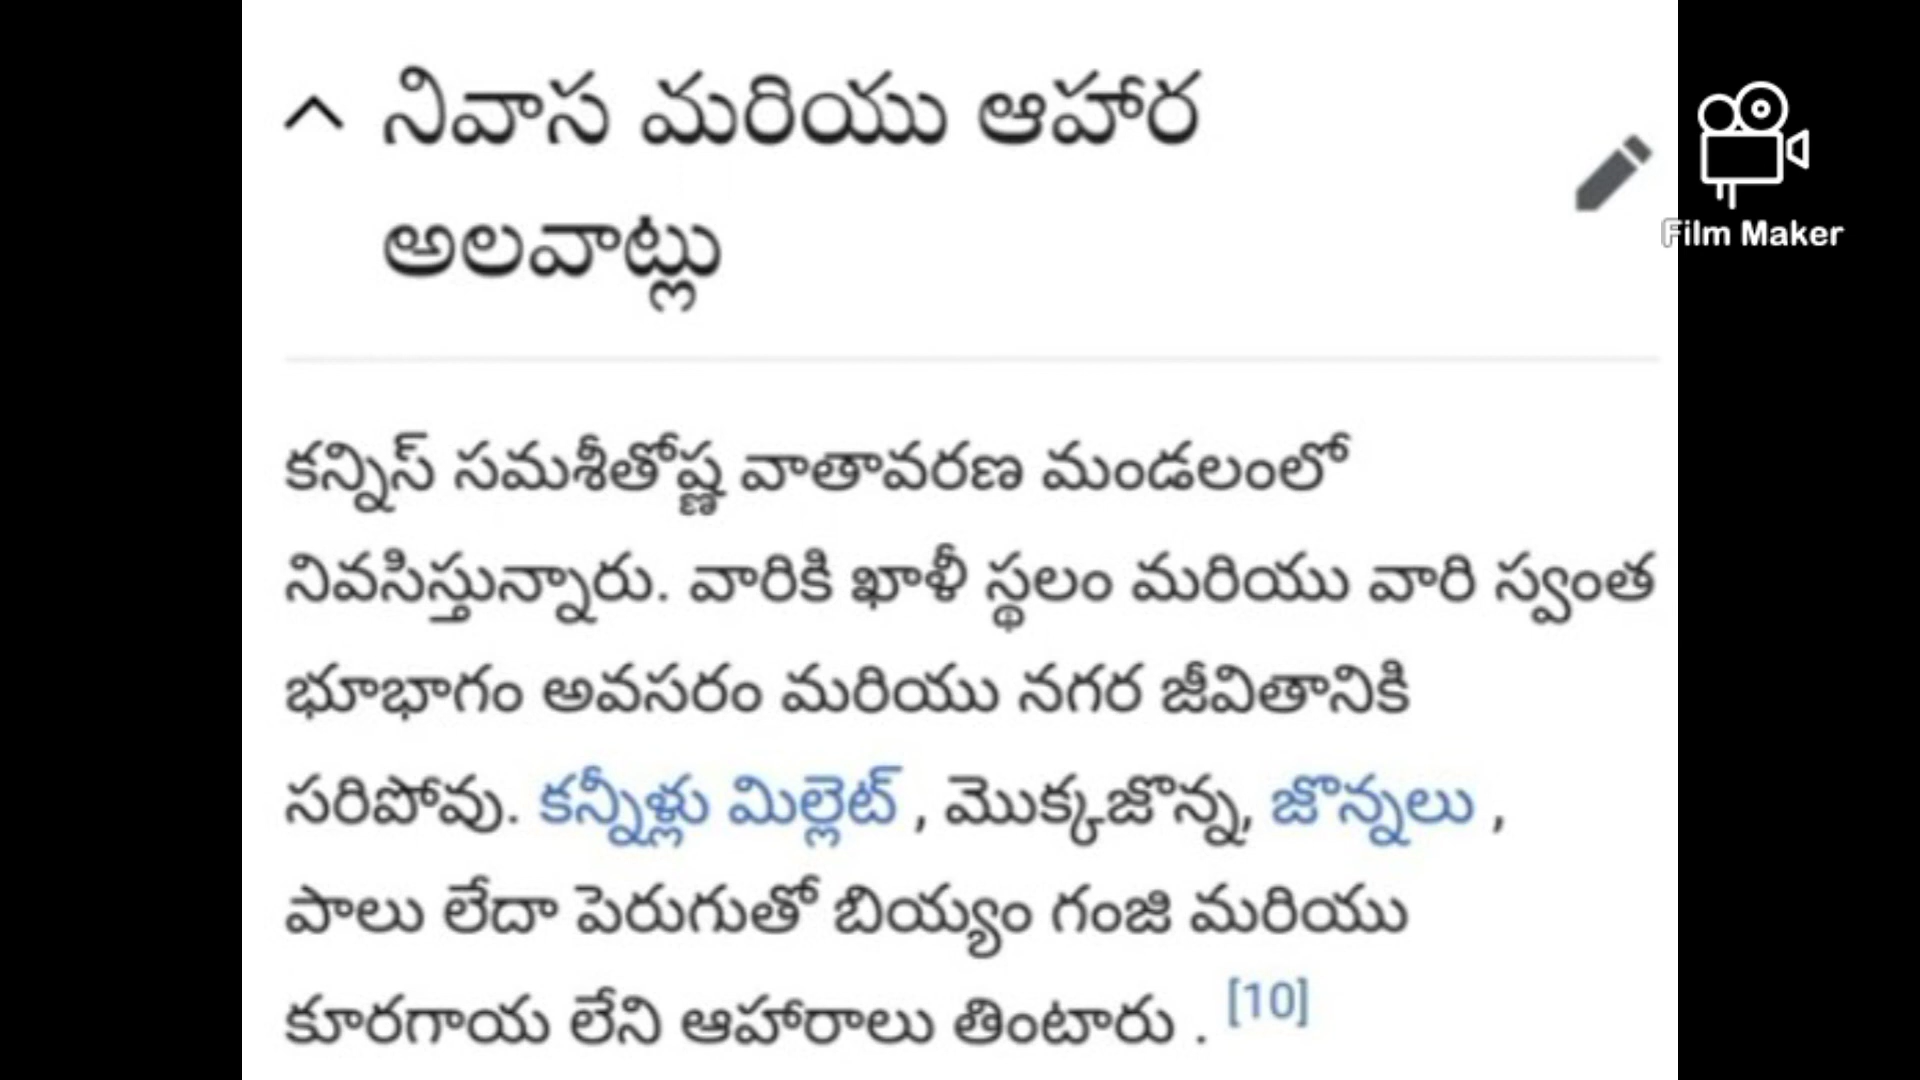 నివాస మరియు ఆహార
అలవాట్లు
Film Maker
కన్నిస్ సమశీతోష్ణ వాతావరణ మండలంలో
నివసిస్తున్నారు. వారికి ఖాళీ స్థలం మరియు వారి స్వంత
భూభాగం అవసరం మరియు నగర జీవితానికి
సరిపోవు. కన్నీళ్లు మిల్లెట్ , మొక్కజొన్న, జొన్నలు ,
పాలు లేదా పెరుగుతో బియ్యం గంజి మరియు
కూరగాయ లేని ఆహారాలు తింటారు . [10]